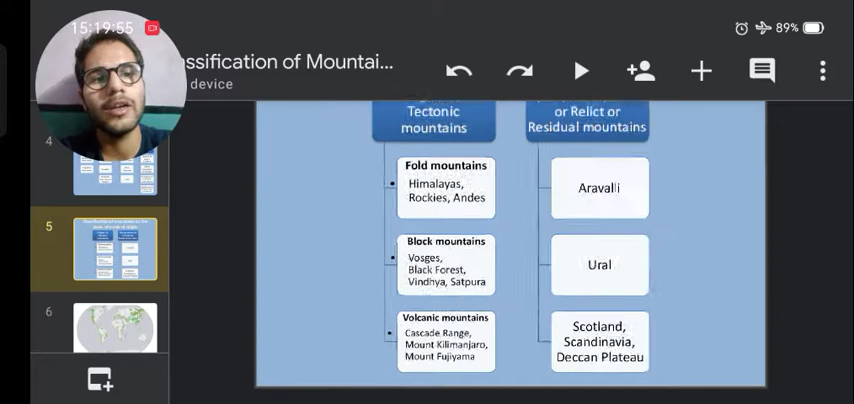 15:19:55
89%
assification of Mountai...
device
4
5
6
Tectonic
mountains
or Relict or
Residual mountains
Fold mountains
Himalayas,
Rockies, Andes
Aravalli
Block mountains
Vosges,
Black Forest,
Vindhya, Satpura
Ural
Volcanic mountains
Cascade Range,
Mount Kilimanjaro,
Mount Fujiyama
Scotland,
Scandinavia,
Deccan Plateau